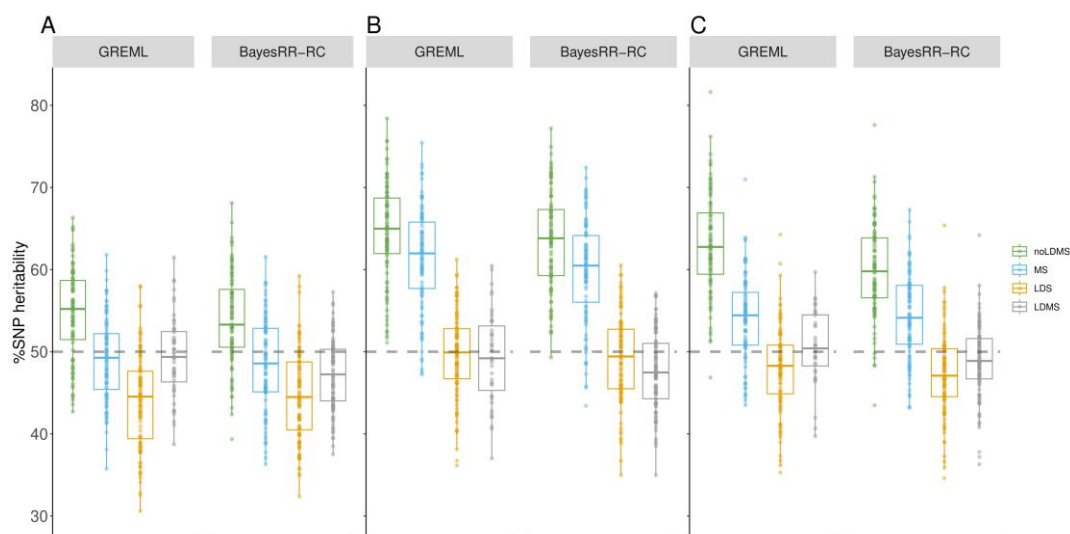 A
B
C
GREML
BayesRR−RC
GREML
BayesRR−RC
GREML
BayesRR−RC
%SNP heritability
80
70
60
50
40
30
noLDMS
MS
LDS
LDMS